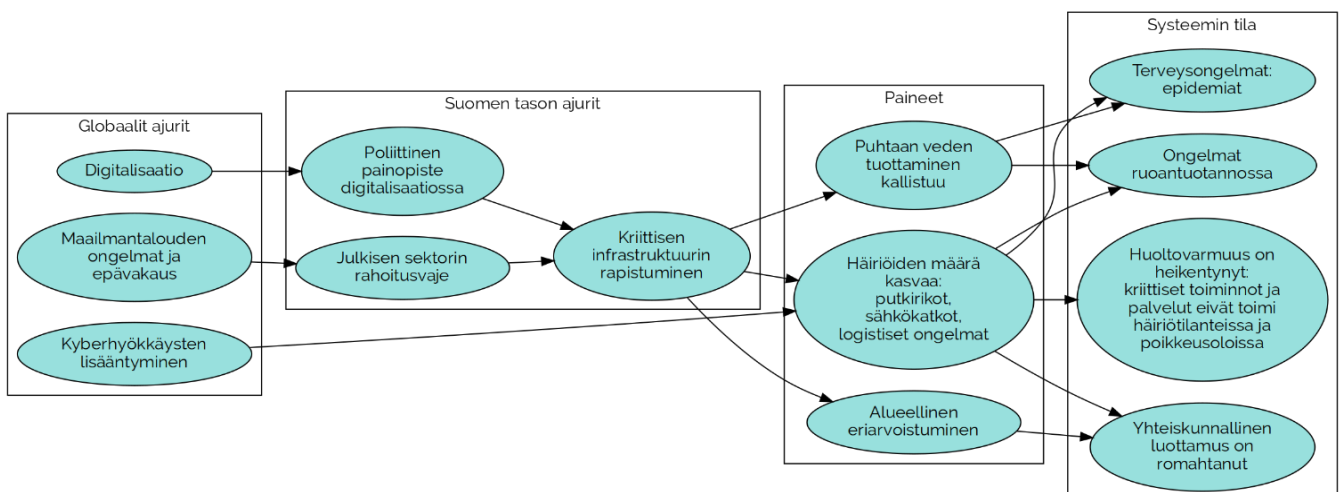 Globaalit ajurit
Digitalisaatio
Maailmantalouden
ongelmat ja
epävakaus
Kyberhyökkäysten
lisääntyminen
Suomen tason ajurit
Poliittinen
painopiste
digitalisaatiossa
Julkisen sektorin
rahoitusvaje
Kriittisen
infrastruktuurin
rapistuminen
Paineet
Puhtaan veden
tuottaminen
kallistuu
Häiriöiden määrä
kasvaa:
putkirikot,
sähkökatkot,
logistiset ongelmat
Alueellinen
eriarvoistuminen
Systeemin tila
Terveysongelmat:
epidemiat
Ongelmat
ruoantuotannossa
Huoltovarmuus on
heikentynyt:
kriittiset toiminnot ja
palvelut eivät toimi
häiriötilanteissa ja
poikkeusoloissa
Yhteiskunnallinen
luottamus on
romahtanut